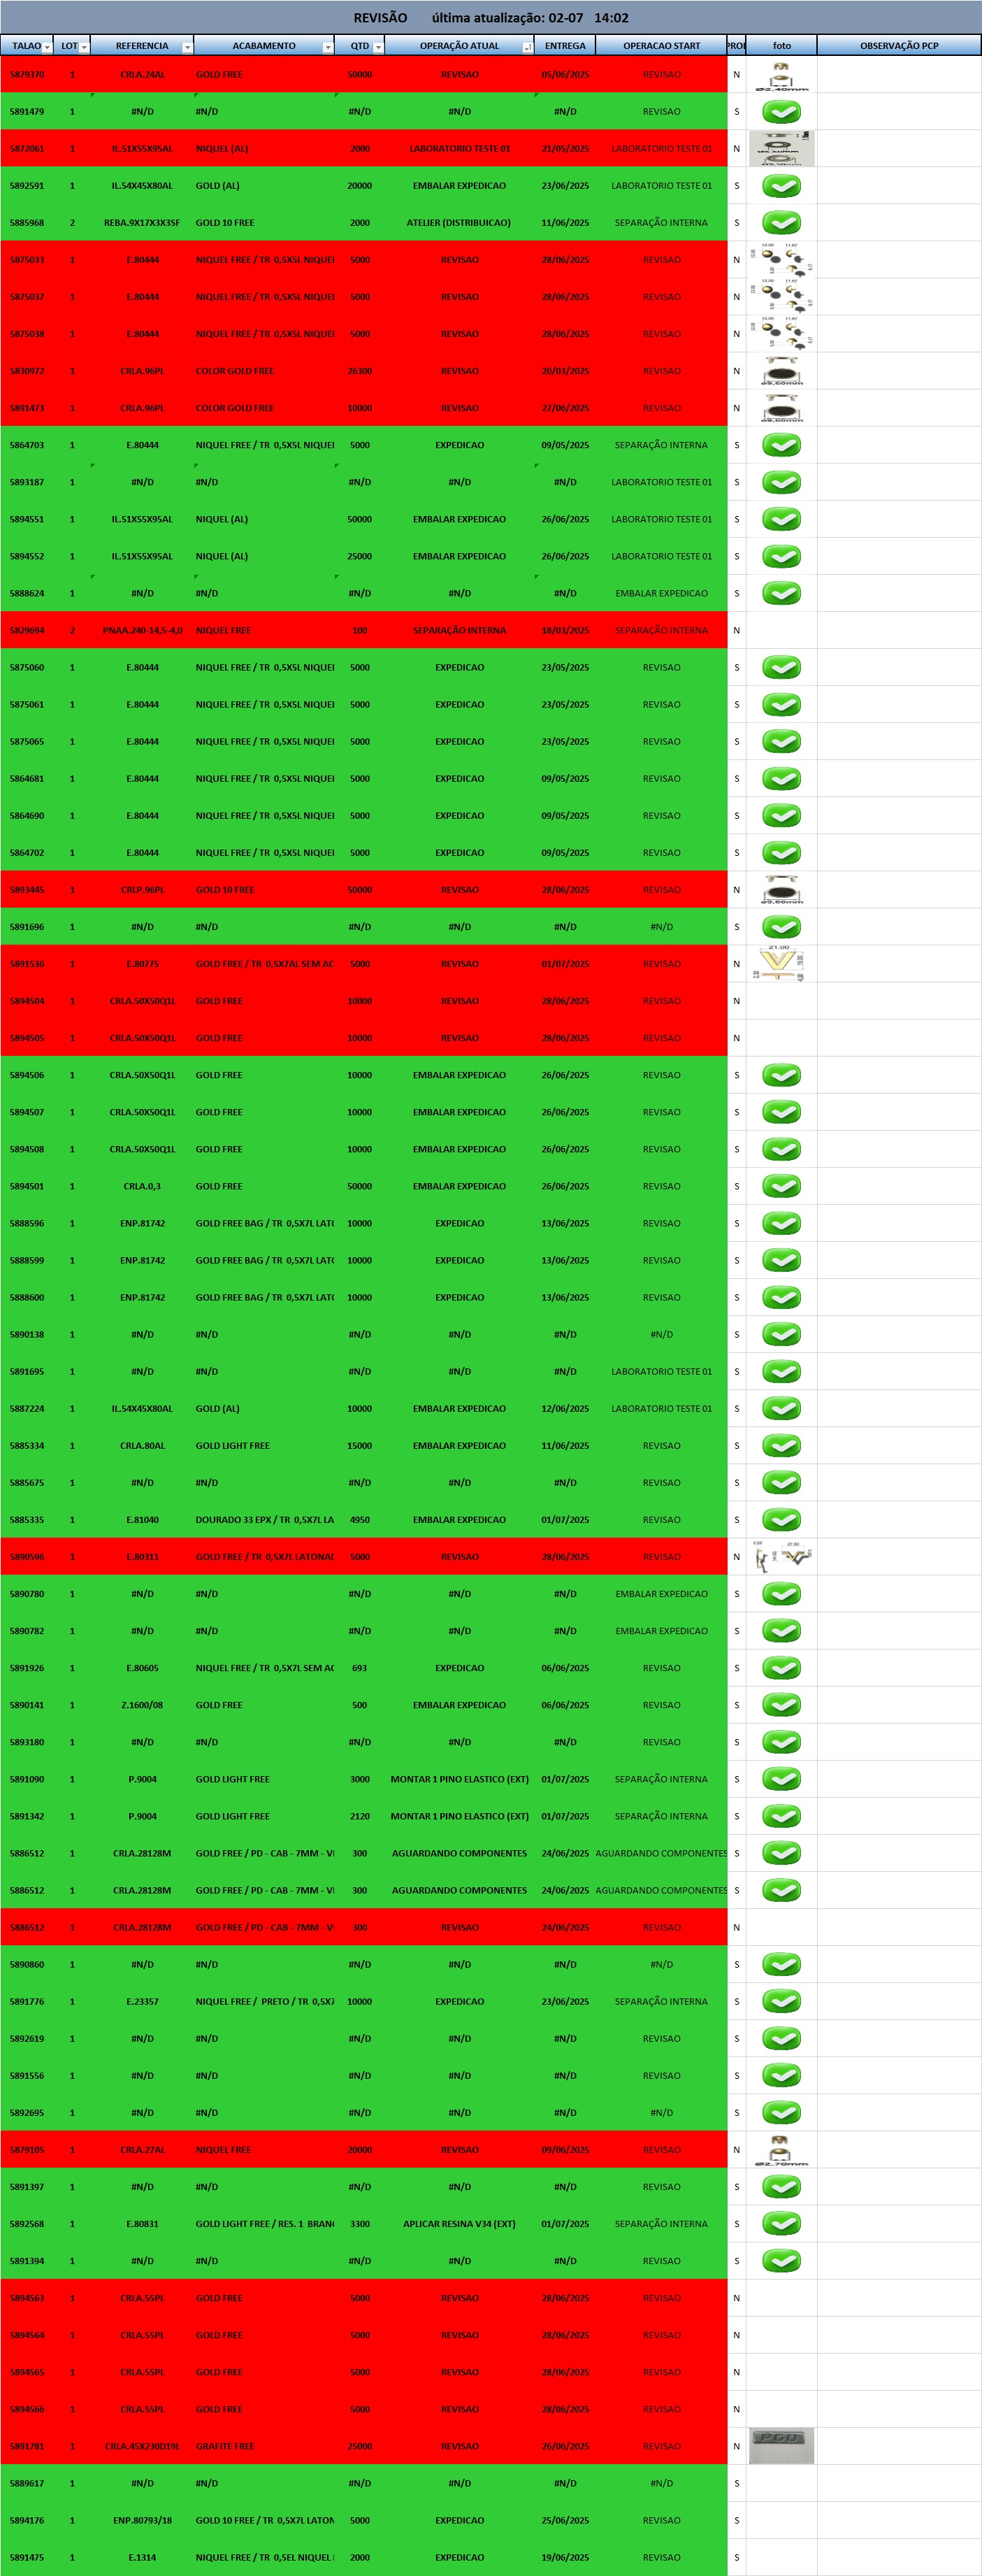 REVISÃO última atualização: 02-07 14:02
TALAO LOT REFERENCIA ACABAMENTO QTD OPERAÇÃO ATUAL ENTREGA OPERACAO START PROI foto OBSERVAÇÃO PCP
5879370 1 CRLA.24AL GOLD FREE 50000 REVISAO 05/06/2025 REVISAO N
5891479 1 #N/D #N/D #N/D #N/D #N/D REVISAO S
5872061 1 IL.51X55X95AL NIQUEL (AL) 2000 LABORATORIO TESTE 01 21/05/2025 LABORATORIO TESTE 01 N
5892591 1 IL.54X45X80AL GOLD (AL) 20000 EMBALAR EXPEDICAO 23/06/2025 LABORATORIO TESTE 01 S
5885968 2 REBA.9X17X3X3SF GOLD 10 FREE 2000 ATELIER (DISTRIBUICAO) 11/06/2025 SEPARAÇÃO INTERNA S
5875033 1 E.80444 NIQUEL FREE / TR 0,5X5L NIQUEI 5000 REVISAO 28/06/2025 REVISAO N
5875037 1 E.80444 NIQUEL FREE / TR 0,5X5L NIQUEI 5000 REVISAO 28/06/2025 REVISAO N
5875038 1 E.80444 NIQUEL FREE / TR 0,5X5L NIQUEI 5000 REVISAO 28/06/2025 REVISAO N
5830972 1 CRLA.96PL COLOR GOLD FREE 26300 REVISAO 20/03/2025 REVISAO N
5891473 1 CRLA.96PL COLOR GOLD FREE 10000 REVISAO 27/06/2025 REVISAO N
5864703 1 E.80444 NIQUEL FREE / TR 0,5X5L NIQUEI 5000 EXPEDICAO 09/05/2025 SEPARAÇÃO INTERNA S
5893187 1 #N/D #N/D #N/D #N/D #N/D LABORATORIO TESTE 01 S
5894551 1 IL.51X55X95AL NIQUEL (AL) 50000 EMBALAR EXPEDICAO 26/06/2025 LABORATORIO TESTE 01 S
5894552 1 IL.51X55X95AL NIQUEL (AL) 25000 EMBALAR EXPEDICAO 26/06/2025 LABORATORIO TESTE 01 S
5888624 1 #N/D #N/D #N/D #N/D #N/D EMBALAR EXPEDICAO S
5829694 2 PNAA.240-14,5-4,0 NIQUEL FREE 100 SEPARAÇÃO INTERNA 18/03/2025 SEPARAÇÃO INTERNA N
5875060 1 E.80444 NIQUEL FREE / TR 0,5X5L NIQUEI 5000 EXPEDICAO 23/05/2025 REVISAO S
5875061 1 E.80444 NIQUEL FREE / TR 0,5X5L NIQUEI 5000 EXPEDICAO 23/05/2025 REVISAO S
5875065 1 E.80444 NIQUEL FREE / TR 0,5X5L NIQUEI 5000 EXPEDICAO 23/05/2025 REVISAO S
5864681 1 E.80444 NIQUEL FREE / TR 0,5X5L NIQUEI 5000 EXPEDICAO 09/05/2025 REVISAO S
5864690 1 E.80444 NIQUEL FREE / TR 0,5X5L NIQUEI 5000 EXPEDICAO 09/05/2025 REVISAO S
5864702 1 E.80444 NIQUEL FREE / TR 0,5X5L NIQUEI 5000 EXPEDICAO 09/05/2025 REVISAO S
5893445 1 CRLP.96PL GOLD 10 FREE 50000 REVISAO 28/06/2025 REVISAO N
5891696 1 #N/D #N/D #N/D #N/D #N/D #N/D S
5891536 1 E.80775 GOLD FREE / TR 0,5X7AL SEM AC 5000 REVISAO 01/07/2025 REVISAO N
5894504 1 CRLA.50X50Q1L GOLD FREE 10000 REVISAO 28/06/2025 REVISAO N
5894505 1 CRLA.50X50Q1L GOLD FREE 10000 REVISAO 28/06/2025 REVISAO N
5894506 1 CRLA.50X50Q1L GOLD FREE 10000 EMBALAR EXPEDICAO 26/06/2025 REVISAO S
5894507 1 CRLA.50X50Q1L GOLD FREE 10000 EMBALAR EXPEDICAO 26/06/2025 REVISAO S
5894508 1 CRLA.50X50Q1L GOLD FREE 10000 EMBALAR EXPEDICAO 26/06/2025 REVISAO S
5894501 1 CRLA.0,3 GOLD FREE 50000 EMBALAR EXPEDICAO 26/06/2025 REVISAO S
5888596 1 ENP.81742 GOLD FREE BAG / TR 0,5X7L LATO 10000 EXPEDICAO 13/06/2025 REVISAO S
5888599 1 ENP.81742 GOLD FREE BAG / TR 0,5X7L LATO 10000 EXPEDICAO 13/06/2025 REVISAO S
5888600 1 ENP.81742 GOLD FREE BAG / TR 0,5X7L LATO 10000 EXPEDICAO 13/06/2025 REVISAO S
5890138 1 #N/D #N/D #N/D #N/D #N/D #N/D S
5891695 1 #N/D #N/D #N/D #N/D #N/D LABORATORIO TESTE 01 S
5887224 1 IL.54X45X80AL GOLD (AL) 10000 EMBALAR EXPEDICAO 12/06/2025 LABORATORIO TESTE 01 S
5885334 1 CRLA.80AL GOLD LIGHT FREE 15000 EMBALAR EXPEDICAO 11/06/2025 REVISAO S
5885675 1 #N/D #N/D #N/D #N/D #N/D REVISAO S
5885335 1 E.81040 DOURADO 33 EPX / TR 0,5X7L LA 4950 EMBALAR EXPEDICAO 01/07/2025 REVISAO S
5890596 1 E.80311 GOLD FREE / TR 0,5X7L LATONAI 5000 REVISAO 28/06/2025 REVISAO N
5890780 1 #N/D #N/D #N/D #N/D #N/D EMBALAR EXPEDICAO S
5890782 1 #N/D #N/D #N/D #N/D #N/D EMBALAR EXPEDICAO S
5891926 1 E.80605 NIQUEL FREE / TR 0,5X7L SEM AC 693 EXPEDICAO 06/06/2025 REVISAO S
5890141 1 Z.1600/08 GOLD FREE 500 EMBALAR EXPEDICAO 06/06/2025 REVISAO S
5893180 1 #N/D #N/D #N/D #N/D #N/D REVISAO S
5891090 1 P.9004 GOLD LIGHT FREE 3000 MONTAR 1 PINO ELASTICO (EXT) 01/07/2025 SEPARAÇÃO INTERNA S
5891342 1 P.9004 GOLD LIGHT FREE 2120 MONTAR 1 PINO ELASTICO (EXT) 01/07/2025 SEPARAÇÃO INTERNA S
5886512 1 CRLA.28128M GOLD FREE / PD - CAB - 7MM - VI 300 AGUARDANDO COMPONENTES 24/06/2025 AGUARDANDO COMPONENTES S
5886512 1 CRLA.28128M GOLD FREE / PD - CAB - 7MM - VI 300 AGUARDANDO COMPONENTES 24/06/2025 AGUARDANDO COMPONENTES S
5886512 1 CRLA.28128M GOLD FREE / PD - CAB - 7MM - VI 300 REVISAO 24/06/2025 REVISAO N
5890860 1 #N/D #N/D #N/D #N/D #N/D #N/D S
5891776 1 E.23357 NIQUEL FREE / PRETO / TR 0,5X7 10000 EXPEDICAO 23/06/2025 SEPARAÇÃO INTERNA S
5892619 1 #N/D #N/D #N/D #N/D #N/D REVISAO S
5891556 1 #N/D #N/D #N/D #N/D #N/D REVISAO S
5892695 1 #N/D #N/D #N/D #N/D #N/D #N/D S
5879105 1 CRLA.27AL NIQUEL FREE 20000 REVISAO 09/06/2025 REVISAO N
5891397 1 #N/D #N/D #N/D #N/D #N/D REVISAO S
5892568 1 E.80831 GOLD LIGHT FREE / RES. 1 BRANO 3300 APLICAR RESINA V34 (EXT) 01/07/2025 SEPARAÇÃO INTERNA S
5891394 1 #N/D #N/D #N/D #N/D #N/D REVISAO S
5894563 1 CRLA.55PL GOLD FREE 5000 REVISAO 28/06/2025 REVISAO N
5894564 1 CRLA.55PL GOLD FREE 5000 REVISAO 28/06/2025 REVISAO N
5894565 1 CRLA.55PL GOLD FREE 5000 REVISAO 28/06/2025 REVISAO N
5894566 1 CRLA.55PL GOLD FREE 5000 REVISAO 28/06/2025 REVISAO N
5891781 1 CRLA.45X230D19L GRAFITE FREE 25000 REVISAO 26/06/2025 REVISAO N
5889617 1 #N/D #N/D #N/D #N/D #N/D #N/D S
5894176 1 ENP.80793/18 GOLD 10 FREE / TR 0,5X7L LATON 5000 EXPEDICAO 25/06/2025 REVISAO S
5891475 1 E.1314 NIQUEL FREE / TR 0,5EL NIQUEL 2000 EXPEDICAO 19/06/2025 REVISAO S